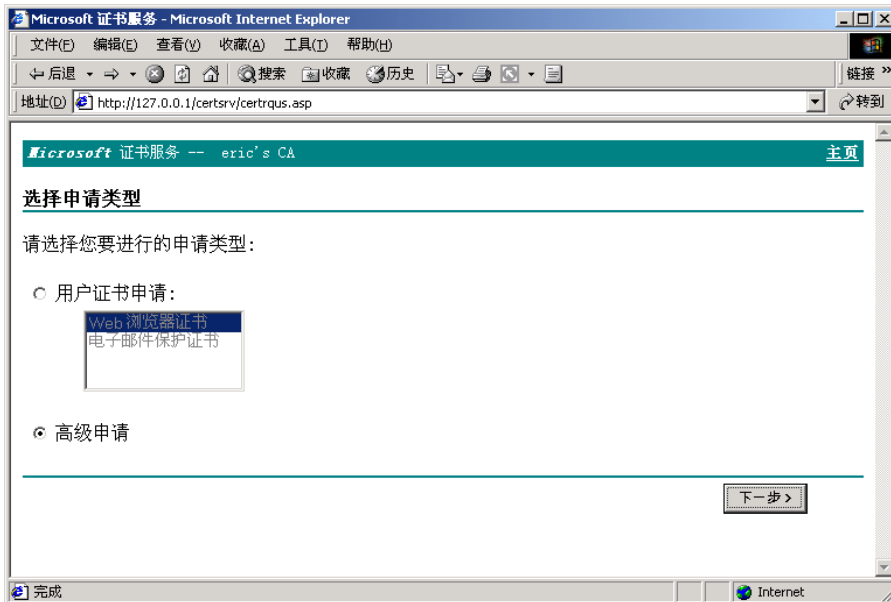 Microsoft 证书服务 - Microsoft Internet Explorer
文件(F) 编辑(E) 查看(V) 收藏(A) 工具(T) 帮助(H)
后退 搜索 收藏 历史 链接 »
地址(D) http://127.0.0.1/certsrv/certrqus.asp 转到
Microsoft 证书服务 -- eric's CA 主页
选择申请类型
请选择您要进行的申请类型:
用户证书申请:
Web 浏览器证书
电子邮件保护证书
高级申请
下一步 >
完成 Internet